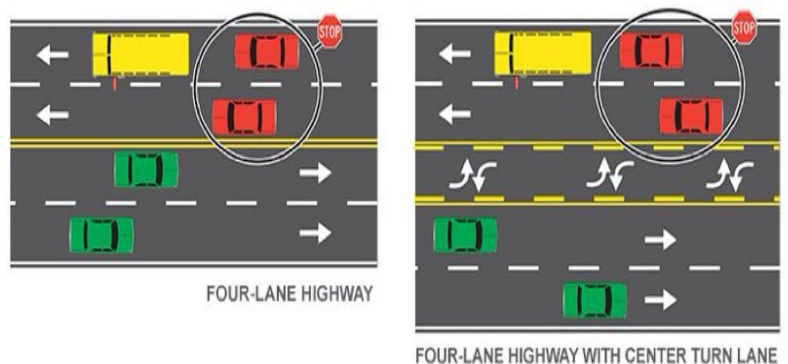 STOP
STOP
FOUR-LANE HIGHWAY
FOUR-LANE HIGHWAY WITH CENTER TURN LANE